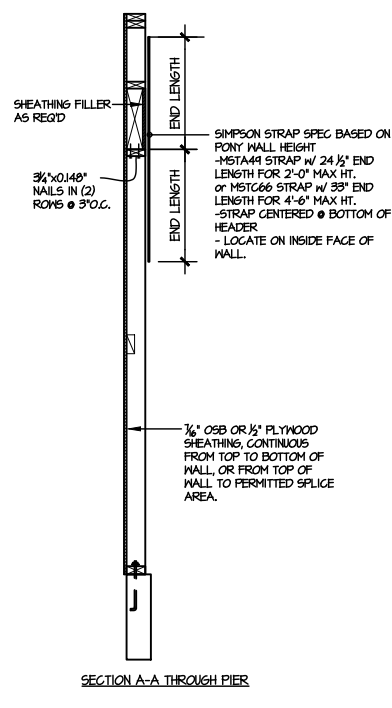 END LENGTH
SHEATHING FILLER
AS REQ'D
SIMPSON STRAP SPEC BASED ON
PONY WALL HEIGHT
-MSTA49 STRAP w/ 24 ½" END
LENGTH FOR 2'-0" MAX HT.
or MSTC66 STRAP w/ 33" END
LENGTH FOR 4'-6" MAX HT.
-STRAP CENTERED @ BOTTOM OF
HEADER
- LOCATE ON INSIDE FACE OF
WALL.
3¼"x0.148"
NAILS IN (2)
ROWS @ 3"O.C.
END LENGTH
7/16" OSB OR ½" PLYWOOD
SHEATHING, CONTINUOUS
FROM TOP TO BOTTOM OF
WALL, OR FROM TOP OF
WALL TO PERMITTED SPLICE
AREA.
SECTION A-A THROUGH PIER